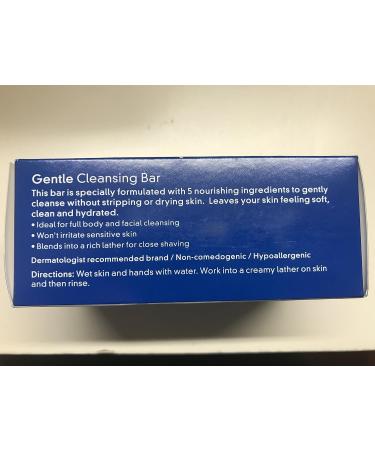 Gentle Cleansing Bar
This bar is specially formulated with 5 nourishing ingredients to gently
cleanse without stripping or drying skin. Leaves your skin feeling soft,
clean and hydrated.
• Ideal for full body and facial cleansing
• Won't irritate sensitive skin
• Blends into a rich lather for close shaving
Dermatologist recommended brand / Non-comedogenic / Hypoallergenic
Directions: Wet skin and hands with water. Work into a creamy lather on skin
and then rinse.